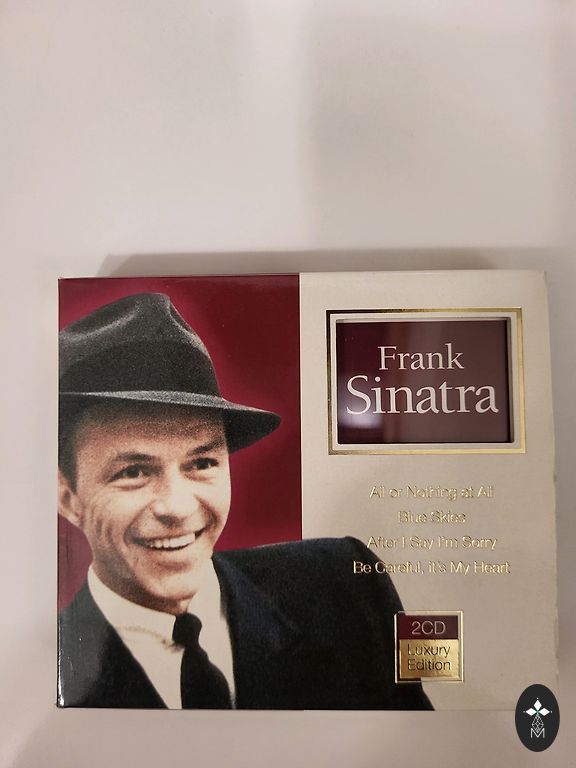 Frank
Sinatra
All or Nothing at All
Blue Skies
After I Say I'm Sorry
Be Careful, it's My Heart
2CD
Luxury
Edition
M